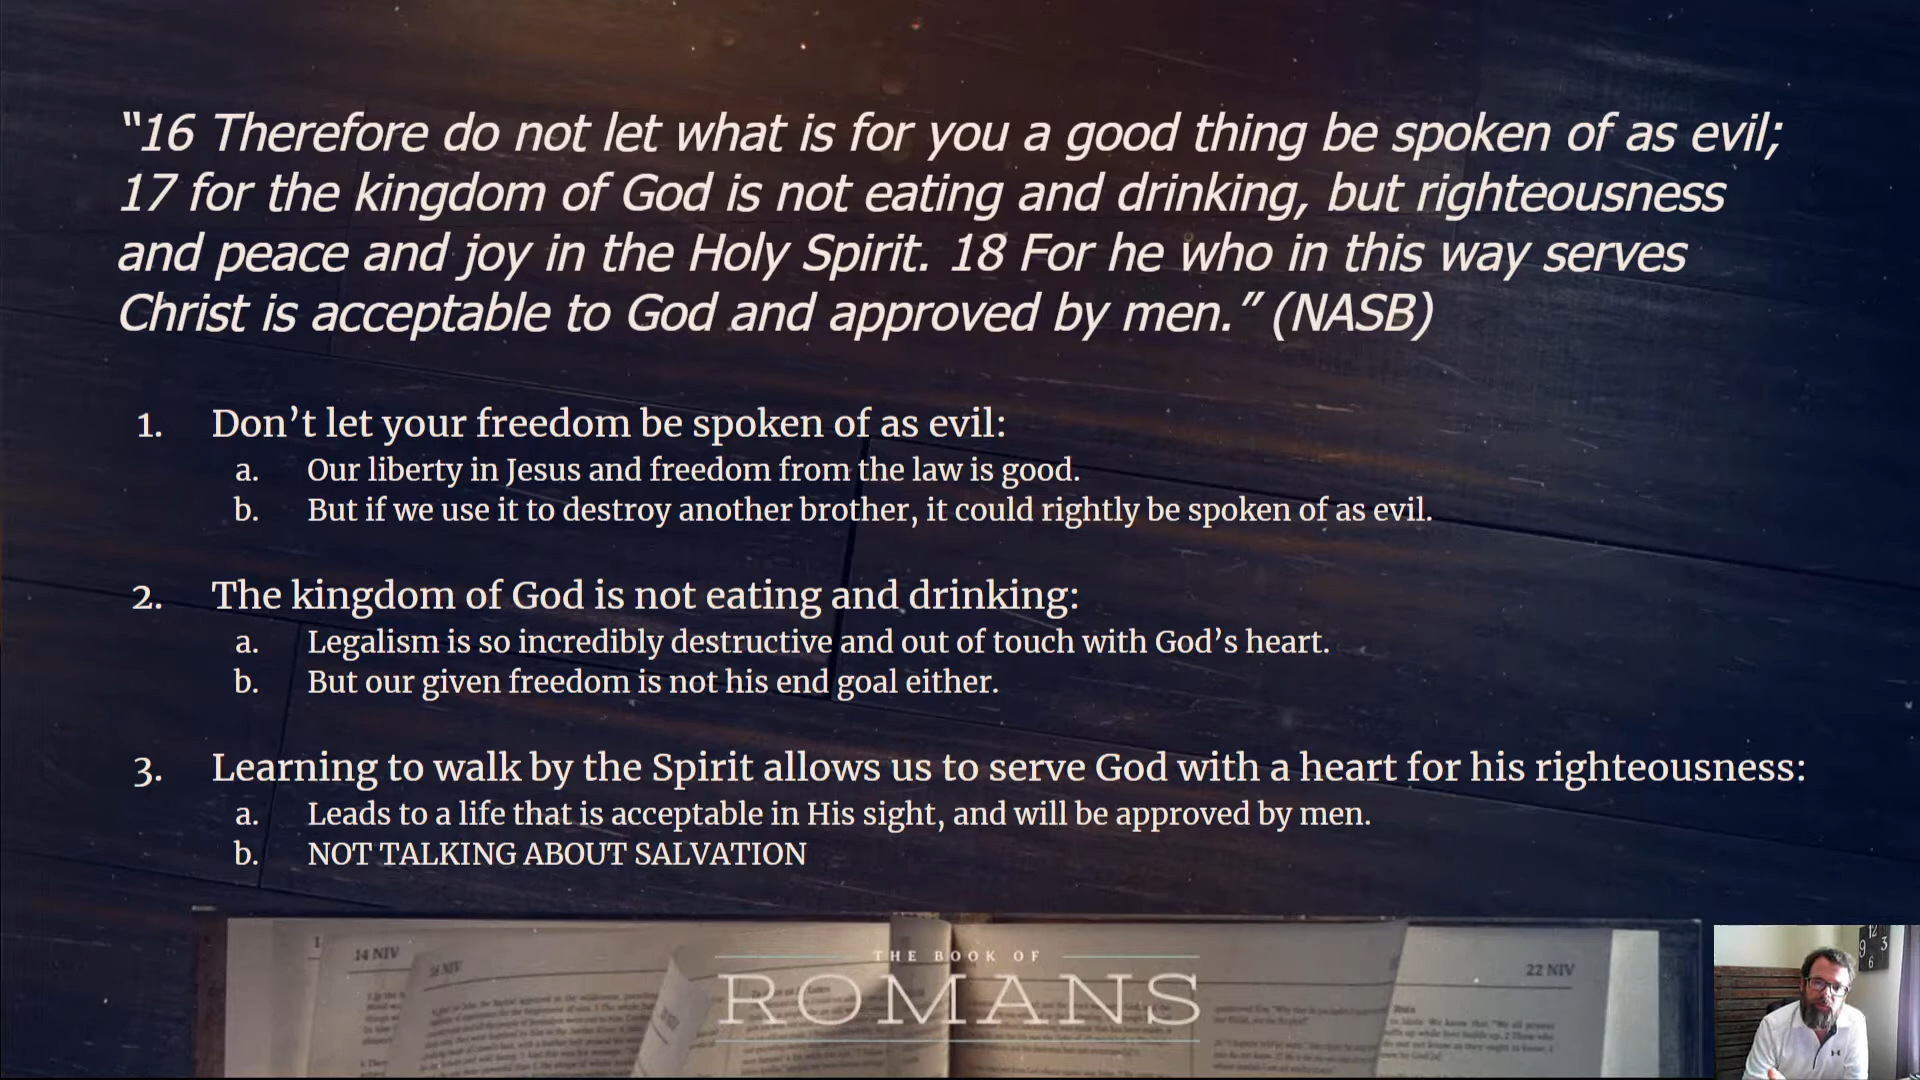 “16 Therefore do not let what is for you a good thing be spoken of as evil;
17 for the kingdom of God is not eating and drinking, but righteousness
and peace and joy in the Holy Spirit. 18 For he who in this way serves
Christ is acceptable to God and approved by men.” (NASB)
1. Don’t let your freedom be spoken of as evil:
a. Our liberty in Jesus and freedom from the law is good.
b. But if we use it to destroy another brother, it could rightly be spoken of as evil.
2. The kingdom of God is not eating and drinking:
a. Legalism is so incredibly destructive and out of touch with God’s heart.
b. But our given freedom is not his end goal either.
3. Learning to walk by the Spirit allows us to serve God with a heart for his righteousness:
a. Leads to a life that is acceptable in His sight, and will be approved by men.
b. NOT TALKING ABOUT SALVATION
14 NIV
22 NIV
THE BOOK OF
ROMANS
12
9 3
6